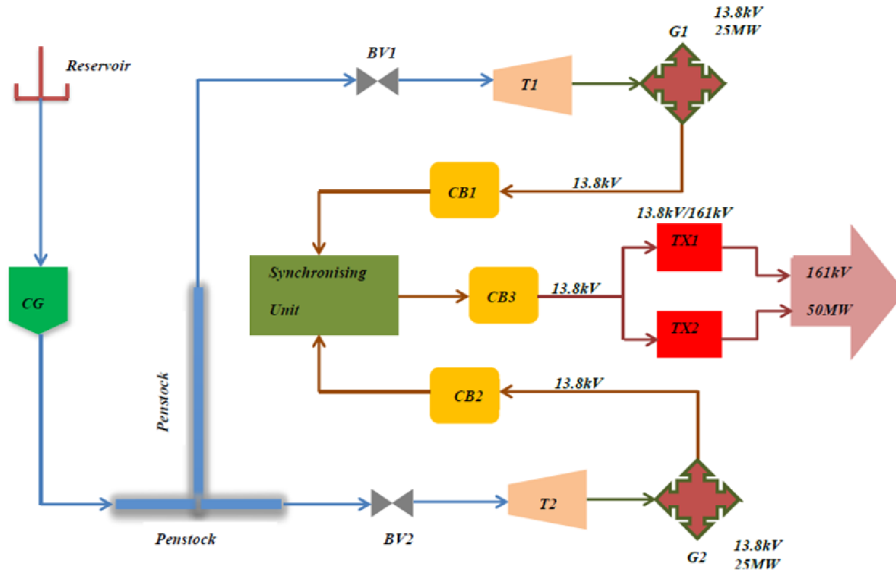 13.8kV
25MW
G1
BV1
Reservoir
T1
CB1
13.8kV
13.8kV/161kV
TX1
Synchronising
Unit
CB3
13.8kV
161kV
50MW
CG
TX2
Penstock
CB2
13.8kV
T2
Penstock
BV2
G2
13.8kV
25MW